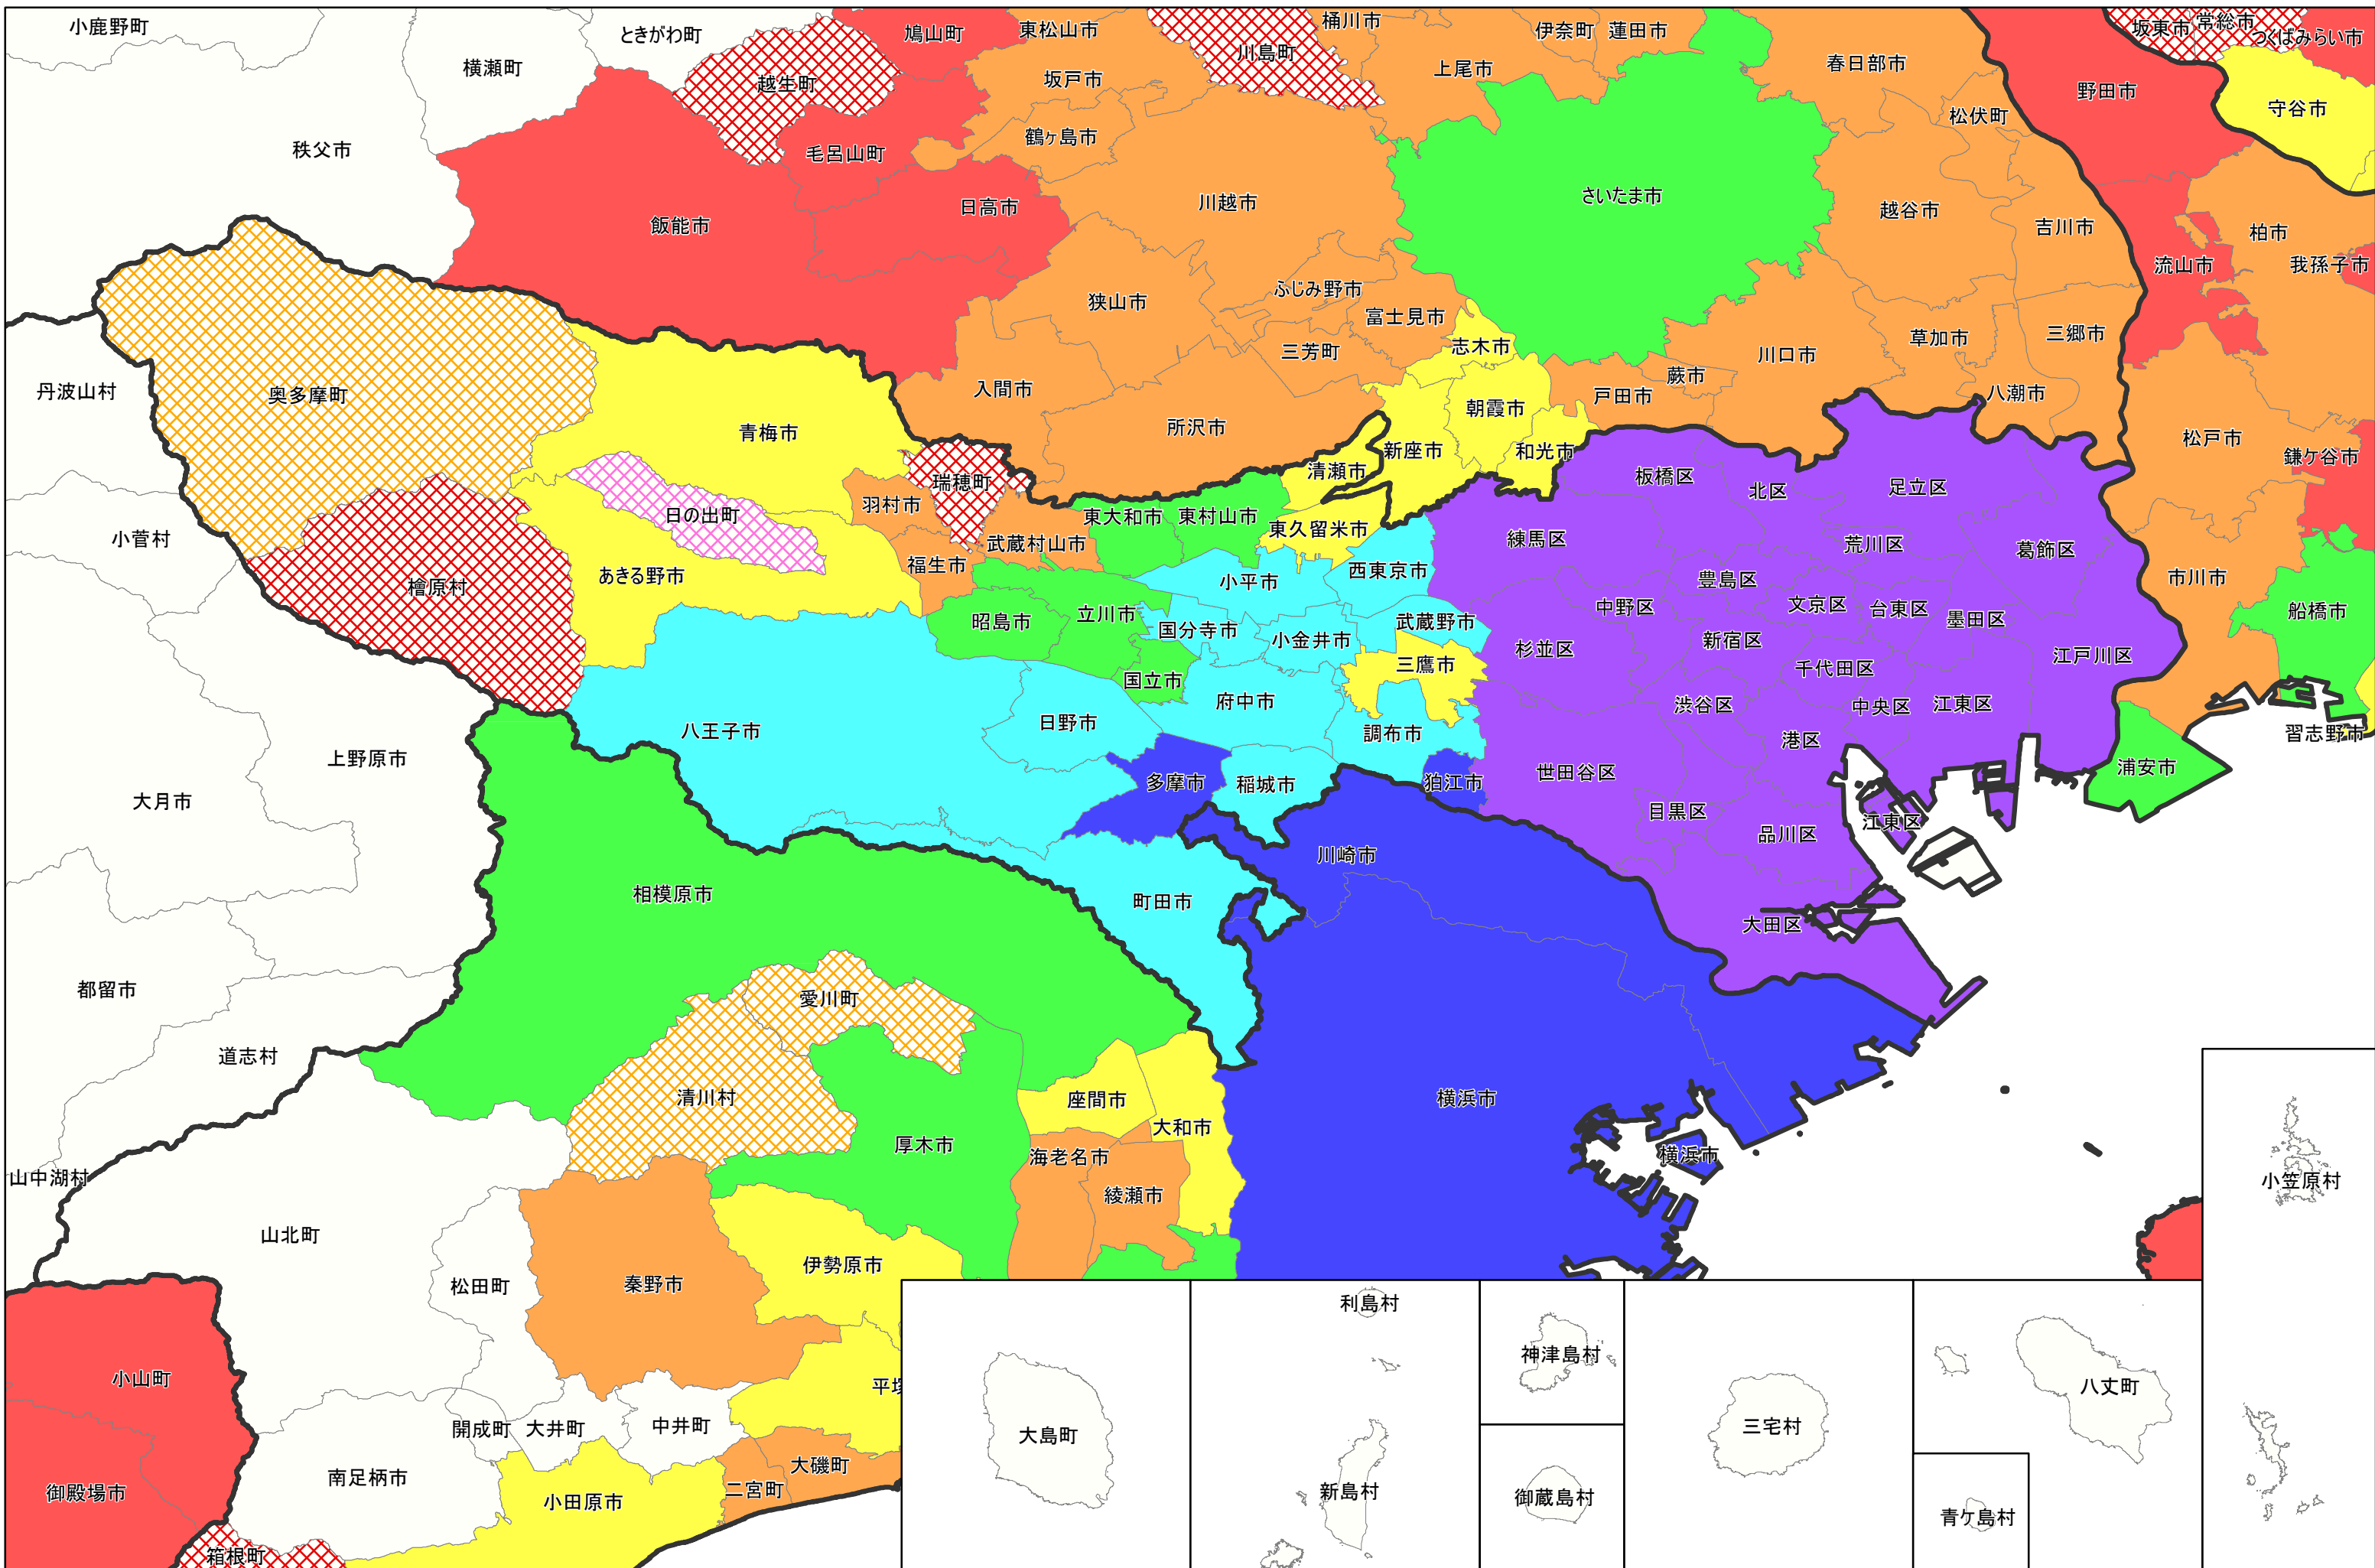 小鹿野町
ときがわ町
鳩山町
東松山市
桶川市
伊奈町
蓮田市
坂東市
常総市
つくばみらい市
横瀬町
越生町
坂戸市
川島町
上尾市
春日部市
野田市
守谷市
秩父市
毛呂山町
鶴ヶ島市
松伏町
飯能市
日高市
川越市
さいたま市
越谷市
吉川市
柏市
流山市
我孫子市
狭山市
ふじみ野市
富士見市
三芳町
志木市
川口市
草加市
三郷市
丹波山村
奥多摩町
入間市
蕨市
戸田市
八潮市
青梅市
所沢市
朝霞市
新座市
和光市
松戸市
鎌ケ谷市
瑞穂町
清瀬市
板橋区
北区
足立区
羽村市
日の出町
東大和市
東村山市
東久留米市
小菅村
武蔵村山市
練馬区
荒川区
葛飾区
檜原村
あきる野市
福生市
小平市
西東京市
豊島区
市川市
昭島市
立川市
国分寺市
小金井市
武蔵野市
中野区
文京区
台東区
墨田区
船橋市
杉並区
新宿区
千代田区
江戸川区
国立市
三鷹市
府中市
渋谷区
中央区
江東区
八王子市
日野市
調布市
港区
習志野市
上野原市
多摩市
稲城市
狛江市
世田谷区
浦安市
大月市
目黒区
品川区
江東区
川崎市
相模原市
町田市
大田区
都留市
愛川町
道志村
清川村
座間市
横浜市
大和市
厚木市
海老名市
横浜市
山中湖村
綾瀬市
小笠原村
山北町
伊勢原市
松田町
秦野市
利島村
神津島村
小山町
平塚
八丈町
開成町
大井町
中井町
大島町
三宅村
南足柄市
大磯町
御殿場市
小田原市
二宮町
新島村
御蔵島村
青ケ島村
箱根町